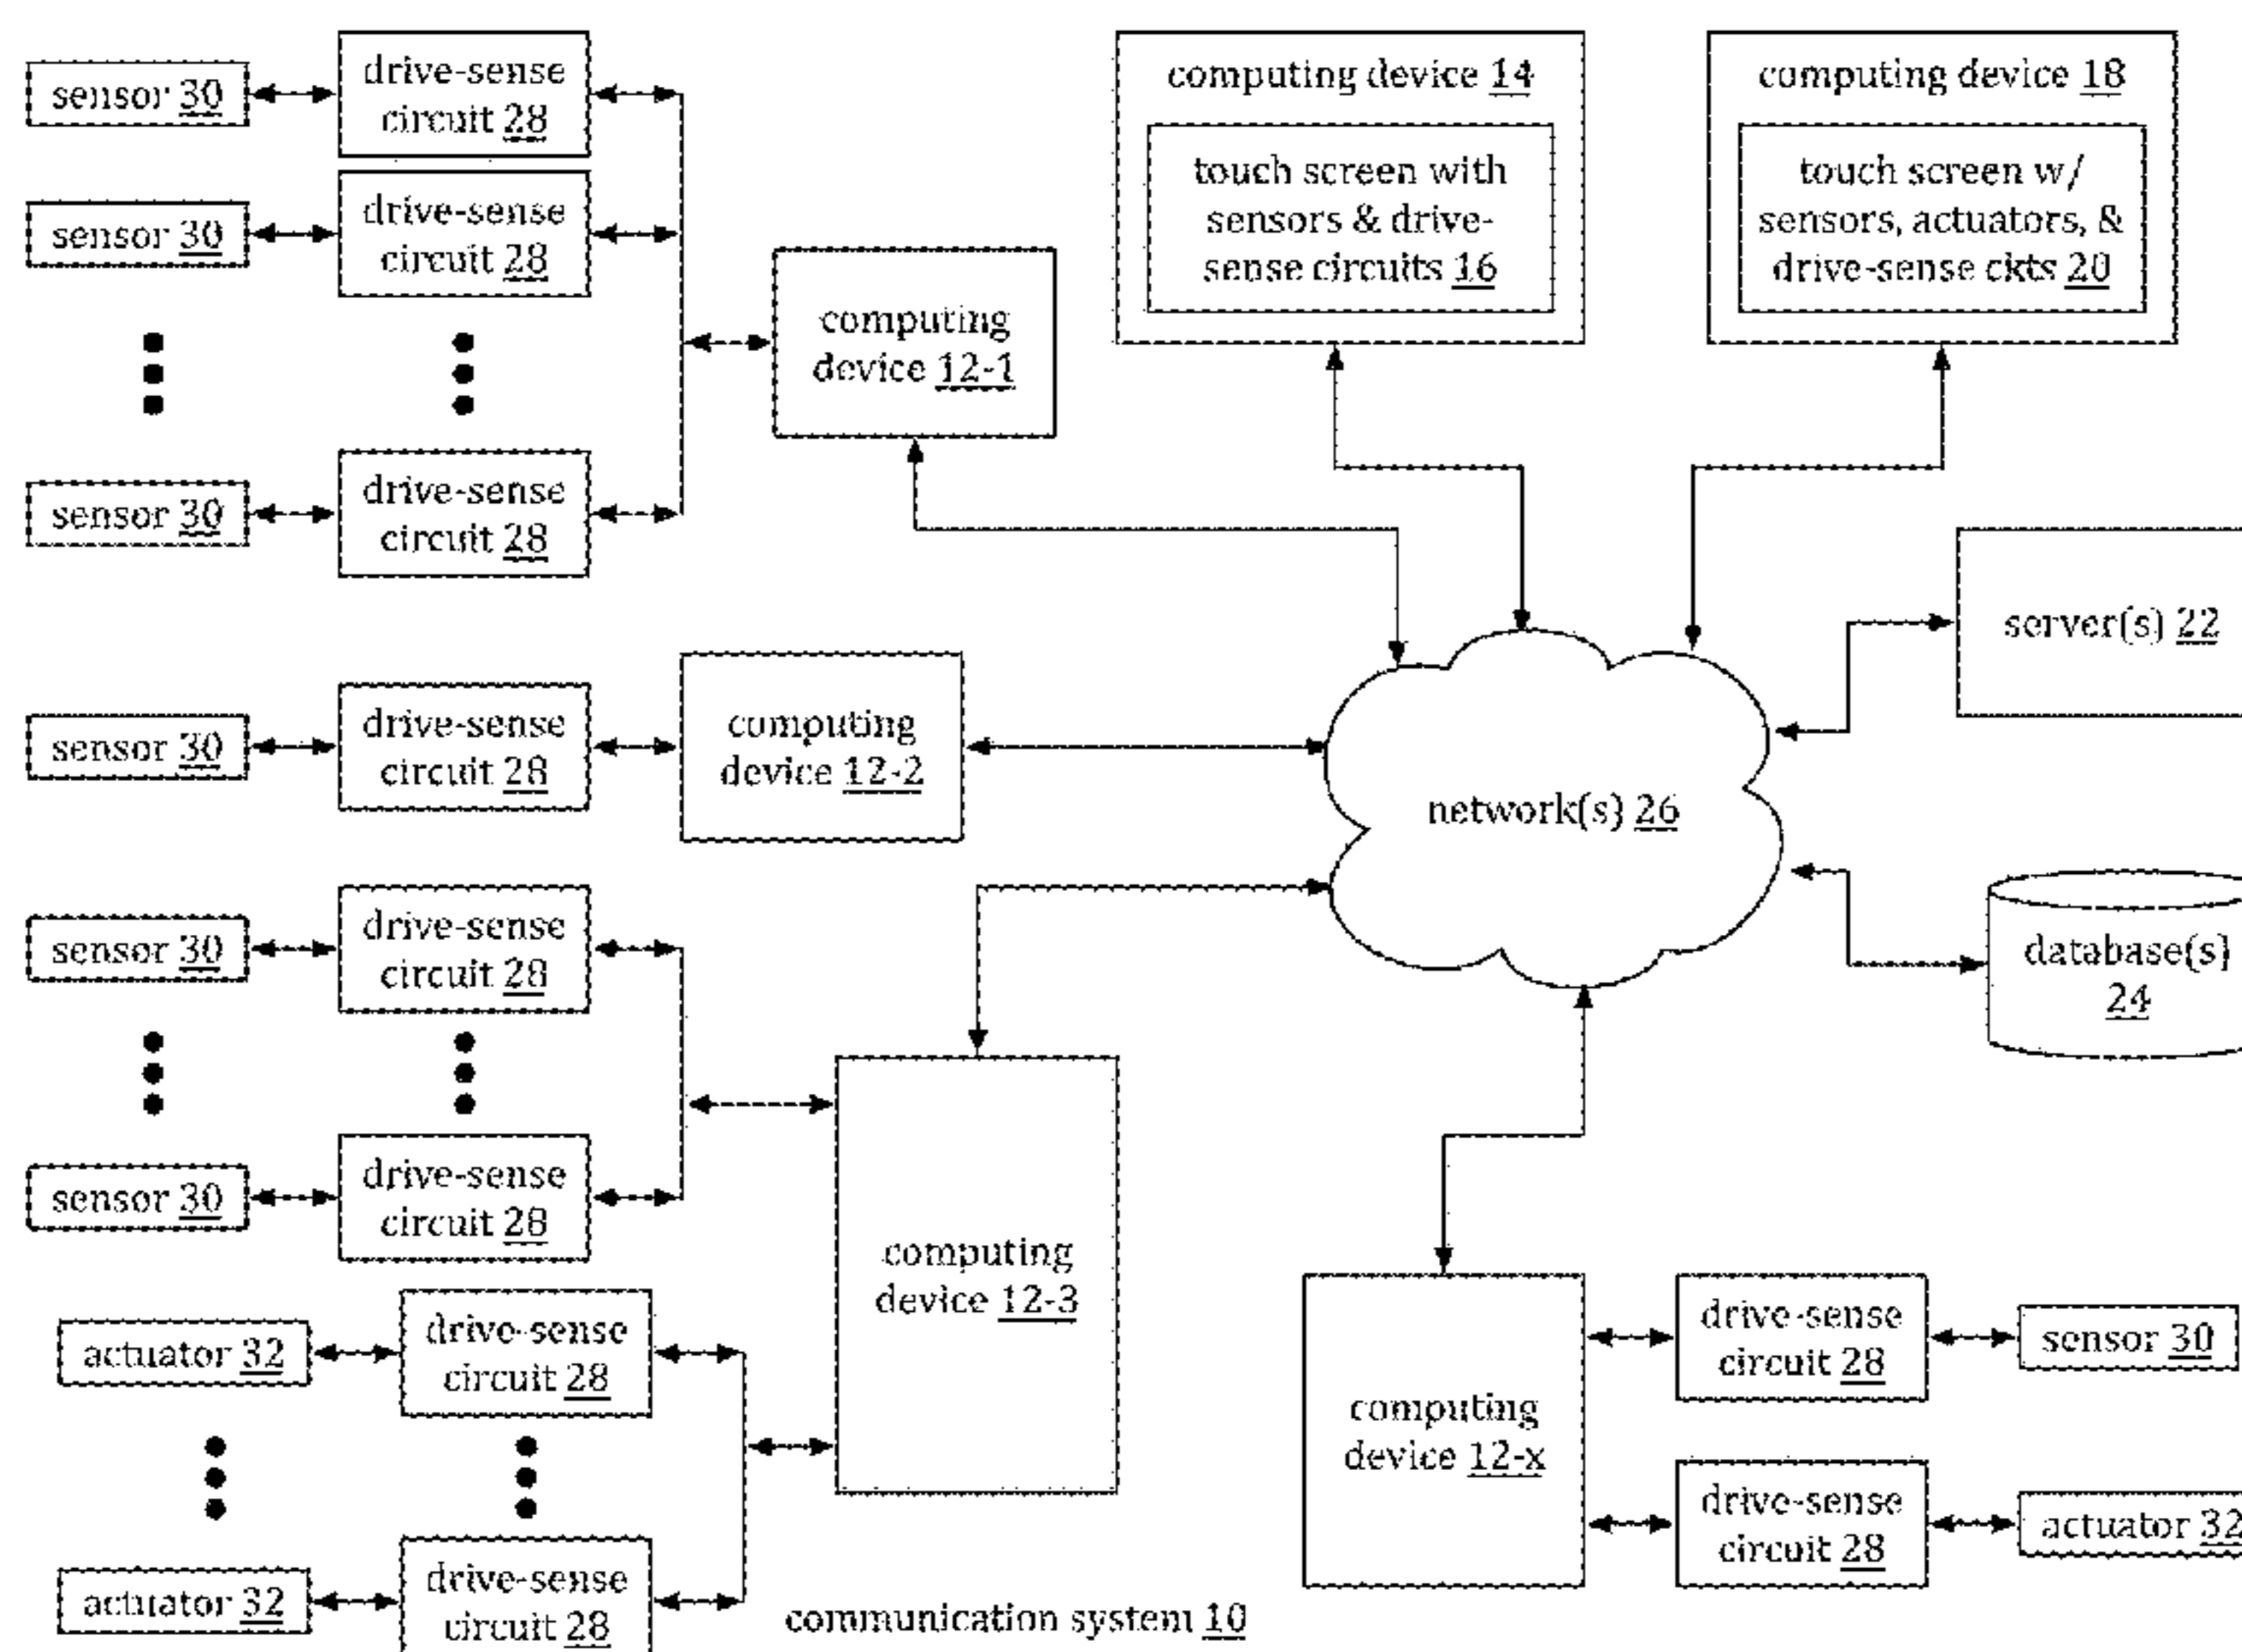 sensor 30
drive-sense
circuit 28
sensor 30
drive-sense
circuit 28
sensor 30
drive-sense
circuit 28
computing
device 12-1
computing device 14
touch screen with
sensors & drive-
sense circuits 16
computing device 18
touch screen w/
sensors, actuators, &
drive-sense ckts 20
server(s) 22
sensor 30
drive-sense
circuit 28
computing
device 12-2
network(s) 26
database(s)
24
sensor 30
drive-sense
circuit 28
sensor 30
drive-sense
circuit 28
computing
device 12-3
actuator 32
drive-sense
circuit 28
actuator 32
drive-sense
circuit 28
computing
device 12-x
drive-sense
circuit 28
sensor 30
drive-sense
circuit 28
actuator 32
communication system 10